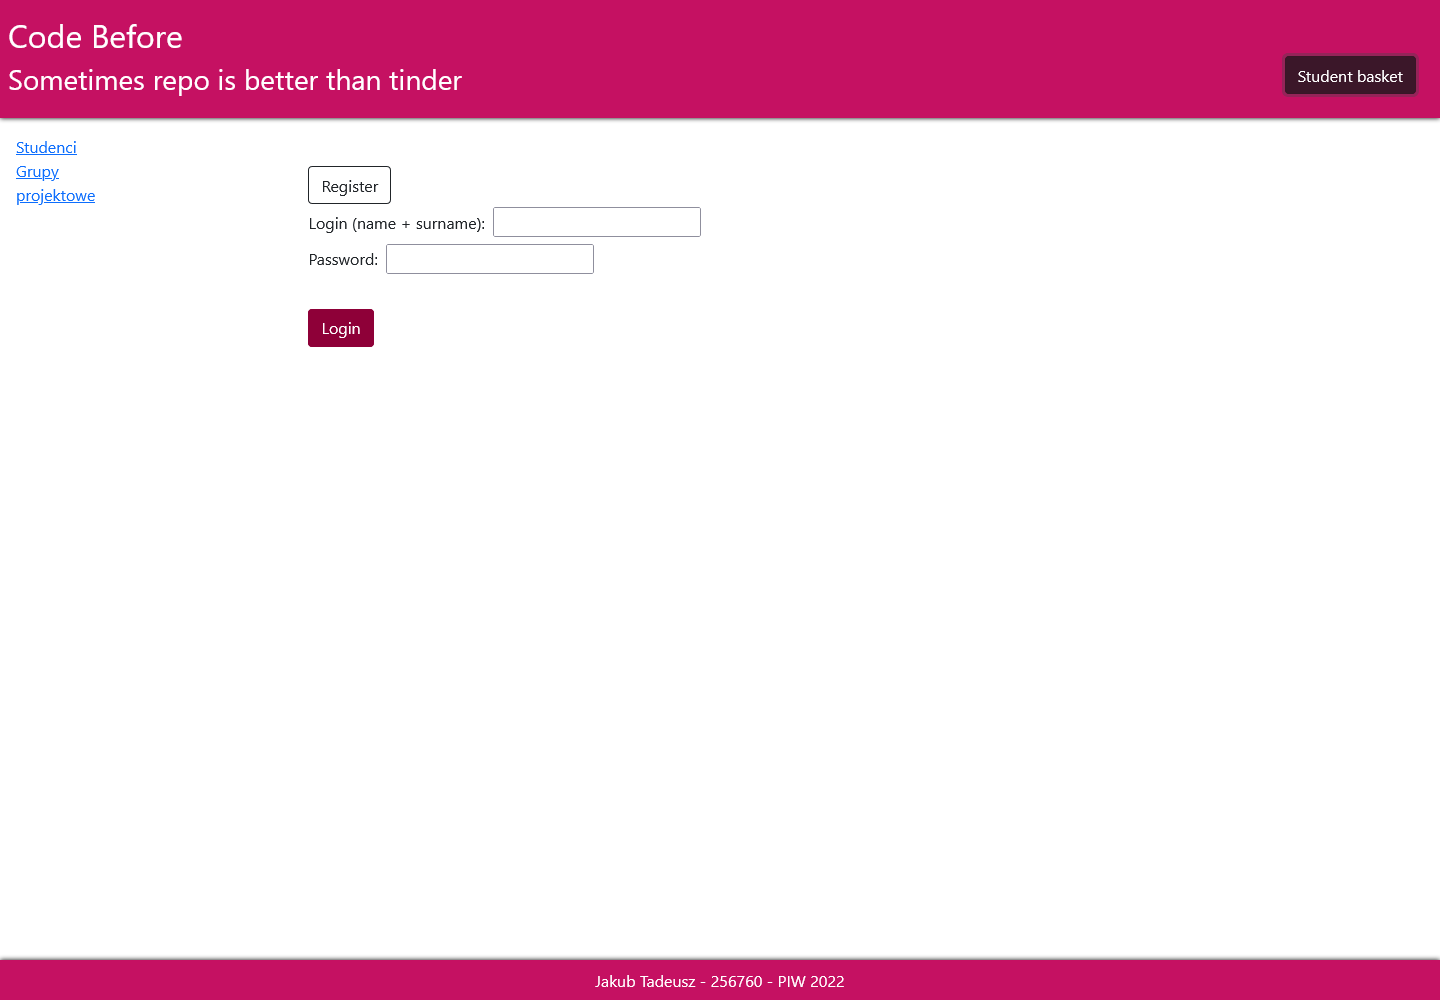 Code Before
Sometimes repo is better than tinder
Student basket
Studenci
Grupy
projektowe
Register
Login (name + surname):
Password:
Login
Jakub Tadeusz - 256760 - PIW 2022